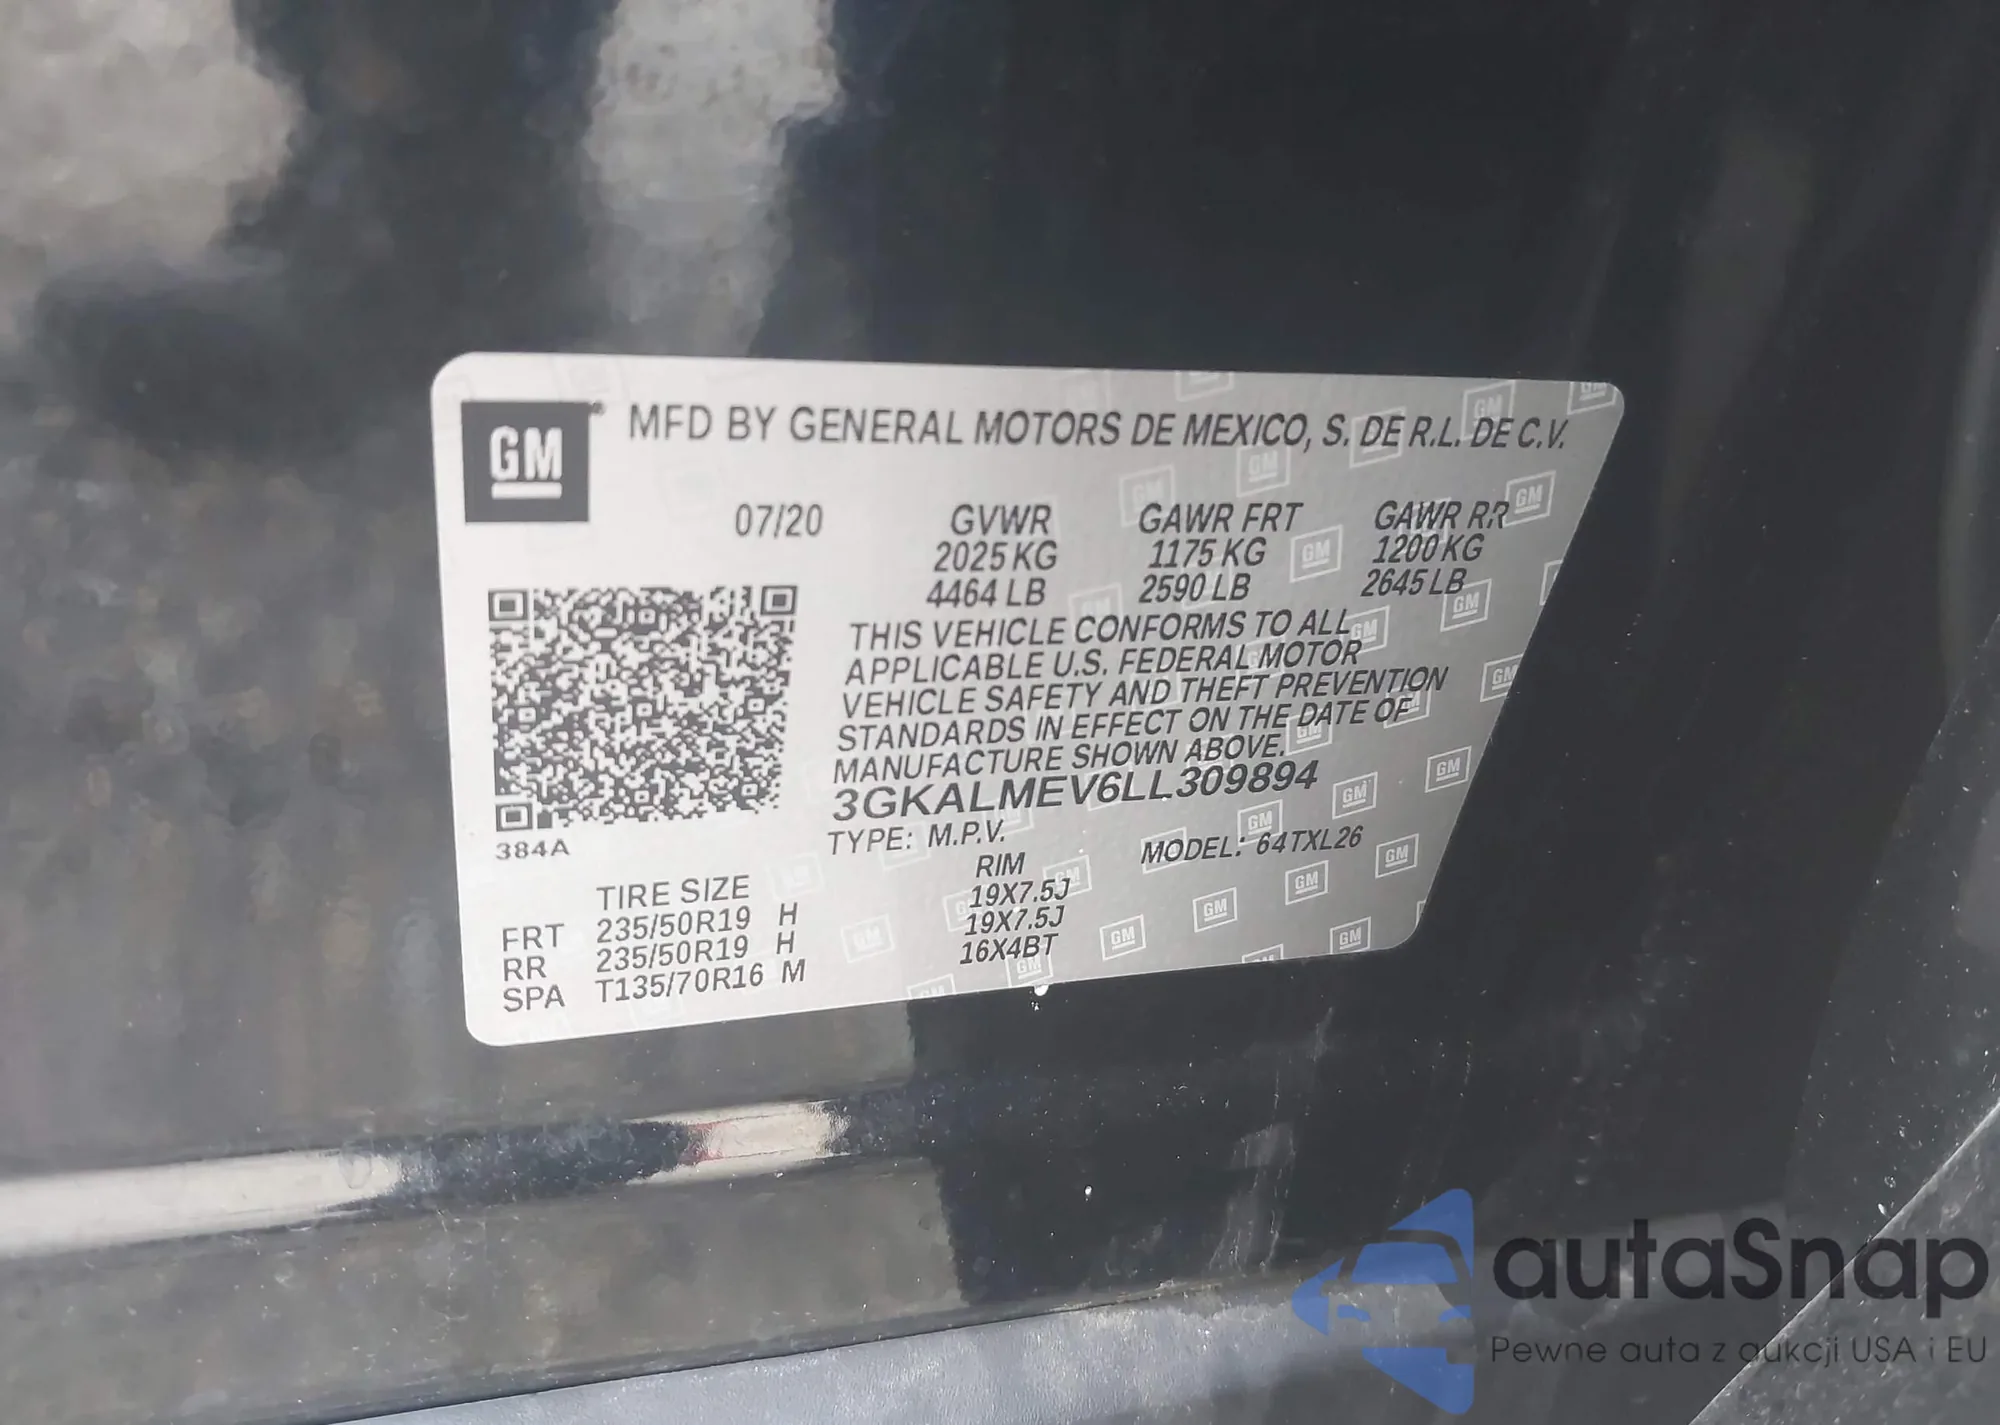 GM
MFD BY GENERAL MOTORS DE MEXICO, S. DE R.L. DE C.V.
07/20 GVWR GAWR FRT GAWR RR
2025 KG 1175 KG 1200 KG
4464 LB 2590 LB 2645 LB
THIS VEHICLE CONFORMS TO ALL
APPLICABLE U.S. FEDERAL MOTOR
VEHICLE SAFETY AND THEFT PREVENTION
STANDARDS IN EFFECT ON THE DATE OF
MANUFACTURE SHOWN ABOVE.
3GKALMEV6LL309894
384A
TYPE: M.P.V. MODEL: 64TXL26
TIRE SIZE RIM
FRT 235/50R19 H 19X7.5J
RR 235/50R19 H 19X7.5J
SPA T135/70R16 M 16X4BT
autaSnap
Pewne auta z aukcji USA i EU